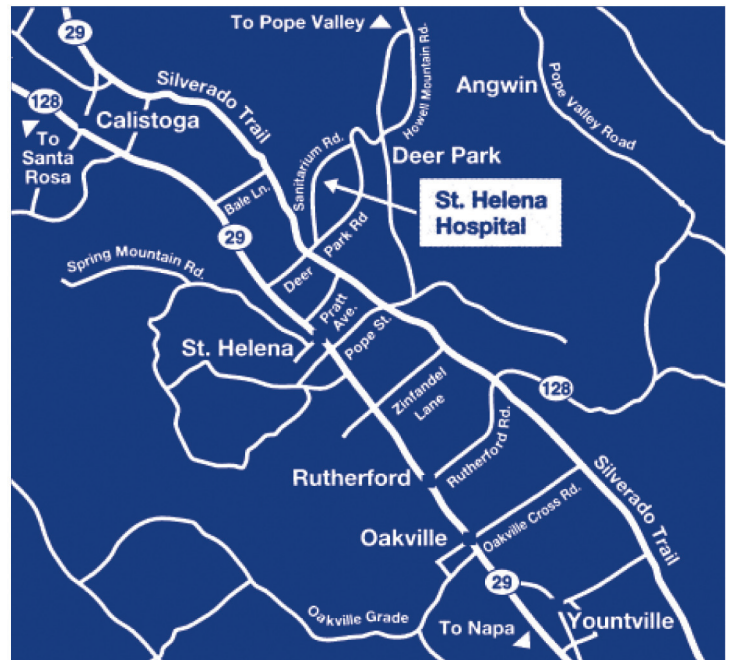 To Pope Valley
29
Silverado Trail
Howell Mountain Rd.
Angwin
Pope Valley Road
128
Calistoga
To
Santa
Rosa
Sanitarium Rd.
Deer Park
Bale Ln.
St. Helena
Hospital
29
Deer Park Rd
Spring Mountain Rd.
Pratt
Ave.
Pope St.
St. Helena
Zinfandel
Lane
128
Rutherford Rd.
Rutherford
Silverado Trail
Oakville
Oakville Cross Rd.
29
Oakville Grade
To Napa
Yountville